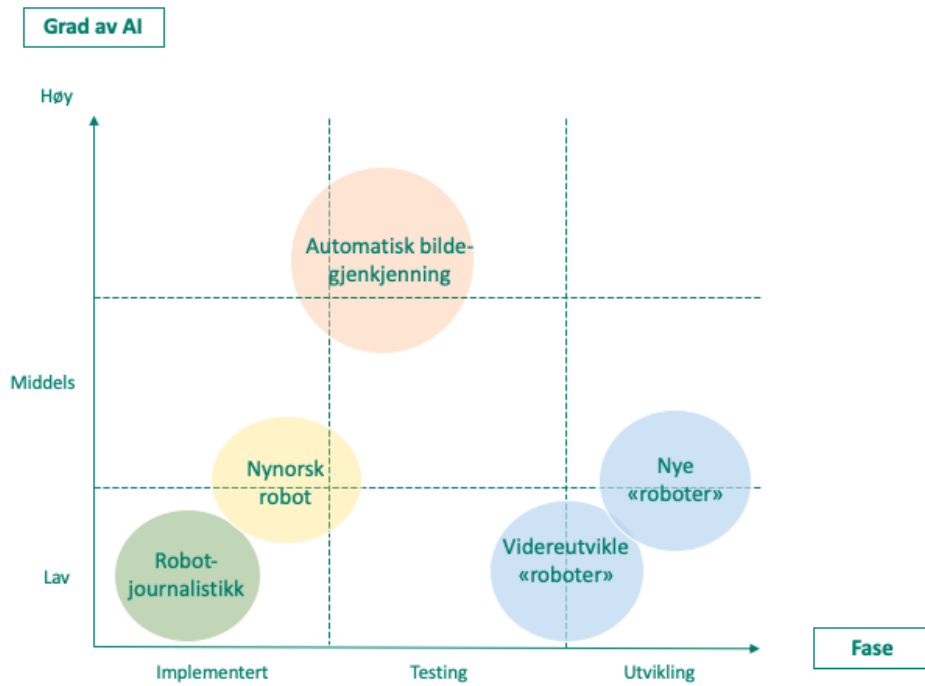 Grad av AI
Høy
Automatisk bilde-
gjenkjenning
Middels
Nynorsk
robot
Nye
«roboter»
Robot-
journalistikk
Videreutvikle
«roboter»
Lav
Fase
Implementert
Testing
Utvikling